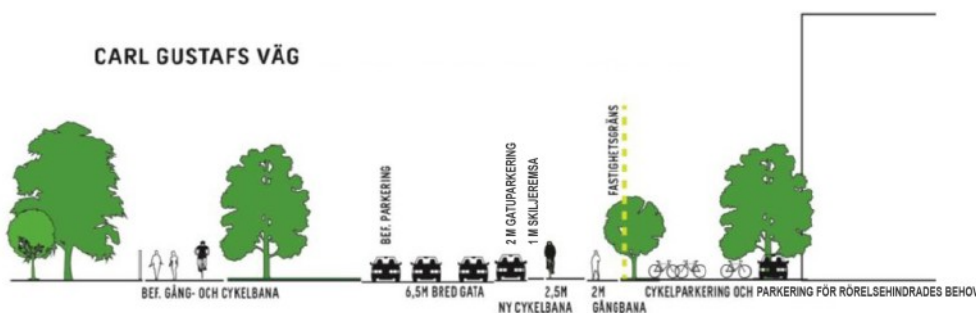 CARL GUSTAFS VÄG
BEF. PARKERING
2 M GATUPARKERING
1 M SKILJEREMSA
FASTIGHETSGRÄNS
BEF. GÅNG- OCH CYKELBANA
6,5M BRED GATA
2,5M
NY CYKELBANA
2M
GÅNGBANA
CYKELPARKERING OCH PARKERING FÖR RÖRELSEHINDRADES BEHOV